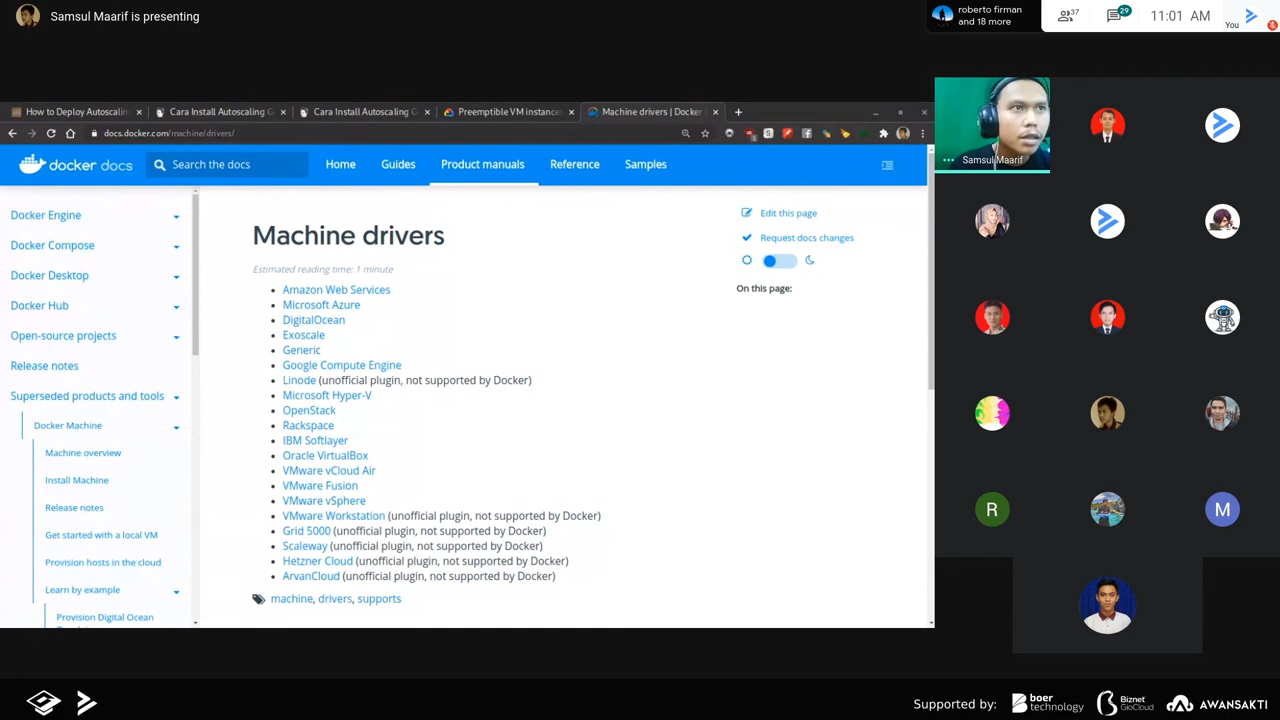 Samsul Maarif is presenting
roberto firman
and 18 more
37
29
11:01 AM
You
How to Deploy Autoscalin
Cara Install Autoscaling G
Cara Install Autoscaling G
Preemptible VM instance
Machine drivers | Docker
docs.docker.com/machine/drivers/
docker docs
Search the docs
Home
Guides
Product manuals
Reference
Samples
Docker Engine
Docker Compose
Docker Desktop
Docker Hub
Open-source projects
Release notes
Superseded products and tools
Docker Machine
Machine overview
Install Machine
Release notes
Get started with a local VM
Provision hosts in the cloud
Learn by example
Provision Digital Ocean
Machine drivers
Estimated reading time: 1 minute
Amazon Web Services
Microsoft Azure
DigitalOcean
Exoscale
Generic
Google Compute Engine
Linode (unofficial plugin, not supported by Docker)
Microsoft Hyper-V
OpenStack
Rackspace
IBM Softlayer
Oracle VirtualBox
VMware vCloud Air
VMware Fusion
VMware vSphere
VMware Workstation (unofficial plugin, not supported by Docker)
Grid 5000 (unofficial plugin, not supported by Docker)
Scaleway (unofficial plugin, not supported by Docker)
Hetzner Cloud (unofficial plugin, not supported by Docker)
ArvanCloud (unofficial plugin, not supported by Docker)
machine, drivers, supports
Edit this page
Request docs changes
On this page:
Samsul Maarif
R
M
Supported by:
boer
technology
Biznet
GioCloud
AWANSAKTI